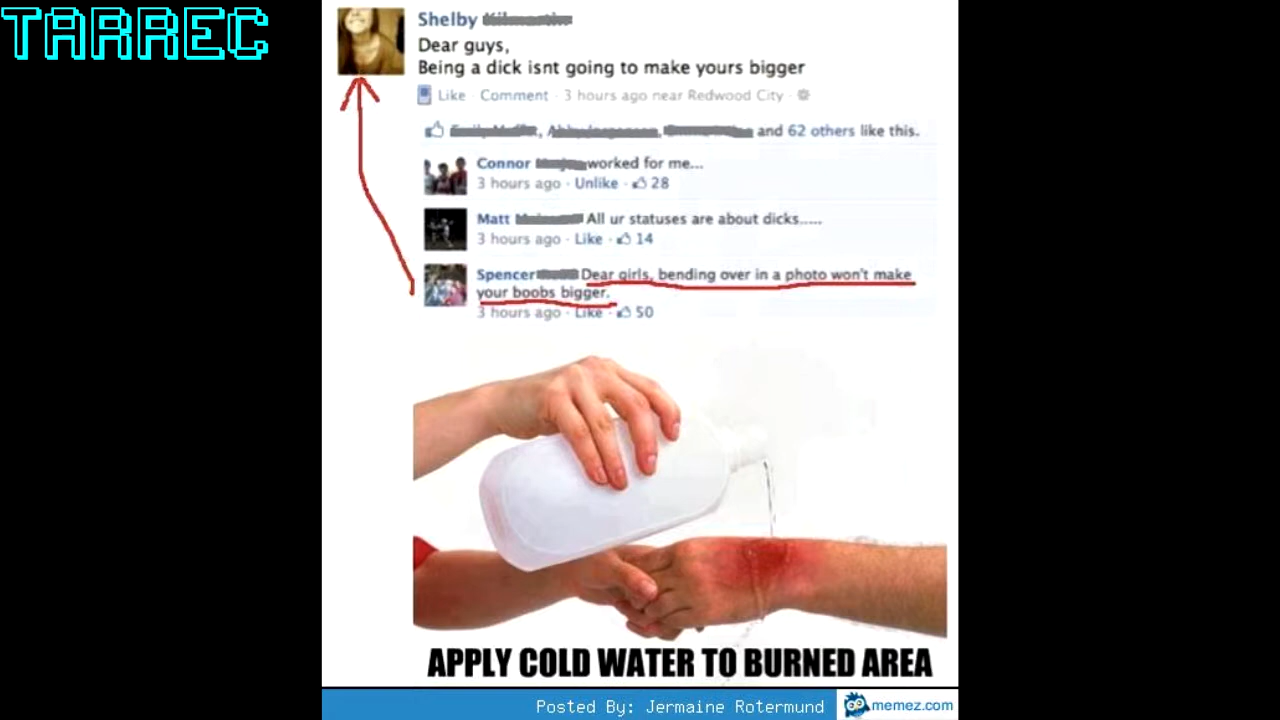 TARREC
Shelby
Dear guys,
Being a dick isnt going to make yours bigger
Like · Comment · 3 hours ago near Redwood City ·
and 62 others like this.
Connor worked for me...
3 hours ago · Unlike · 28
Matt All ur statuses are about dicks.....
3 hours ago · Like · 14
Spencer Dear girls, bending over in a photo won't make
your boobs bigger.
3 hours ago · Like · 50
APPLY COLD WATER TO BURNED AREA
Posted By: Jermaine Rotermund
memez.com